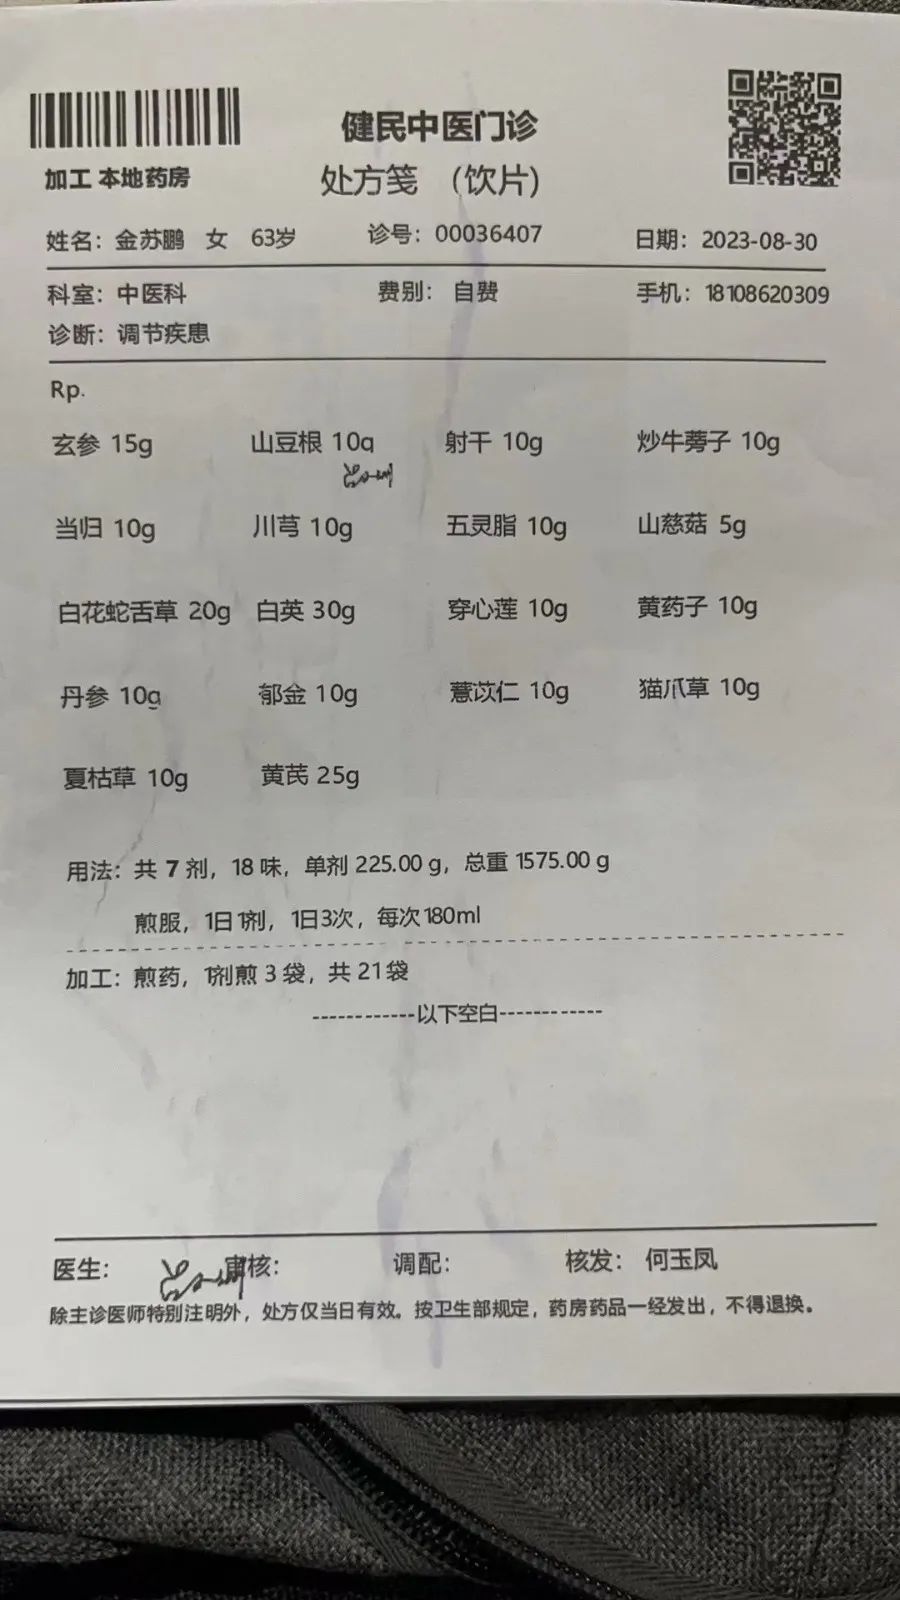 健民中医门诊
加工 本地药房
处方笺 （饮片）
姓名：金苏鹏 女 63岁 诊号：00036407 日期：2023-08-30
科室：中医科 费别：自费 手机：18108620309
诊断：调节疾患
Rp.
玄参 15g 山豆根 10g 射干 10g 炒牛蒡子 10g
当归 10g 川芎 10g 五灵脂 10g 山慈菇 5g
白花蛇舌草 20g 白英 30g 穿心莲 10g 黄药子 10g
丹参 10g 郁金 10g 薏苡仁 10g 猫爪草 10g
夏枯草 10g 黄芪 25g
用法：共 7 剂，18 味，单剂 225.00 g，总重 1575.00 g
煎服，1日1剂，1日3次，每次180ml
加工：煎药，1剂煎 3 袋，共 21 袋
------------以下空白------------
医生： 审核： 调配： 核发：何玉凤
除主诊医师特别注明外，处方仅当日有效。按卫生部规定，药房药品一经发出，不得退换。